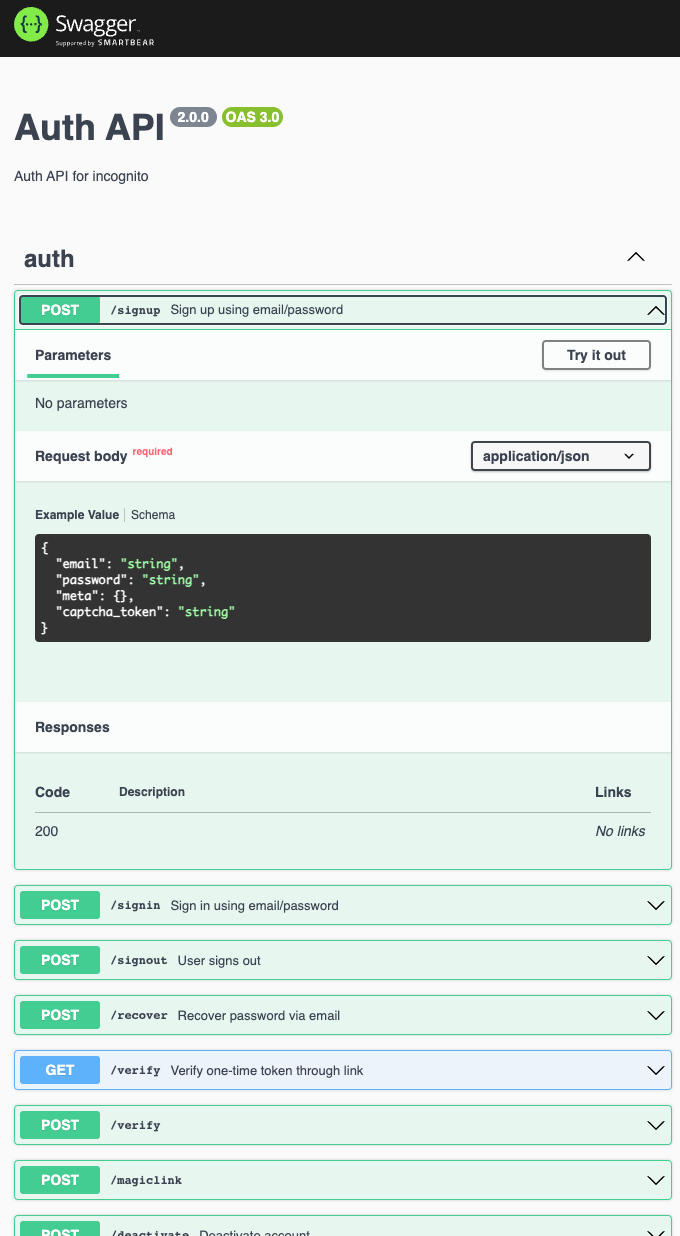 Swagger
Supported by SMARTBEAR
Auth API 2.0.0 OAS 3.0
Auth API for incognito
auth
POST /signup Sign up using email/password
Parameters
Try it out
No parameters
Request body required
application/json
Example Value Schema
{
  "email": "string",
  "password": "string",
  "meta": {},
  "captcha_token": "string"
}
Responses
Code Description Links
200 No links
POST /signin Sign in using email/password
POST /signout User signs out
POST /recover Recover password via email
GET /verify Verify one-time token through link
POST /verify
POST /magiclink
POST /deactivate Deactivate account